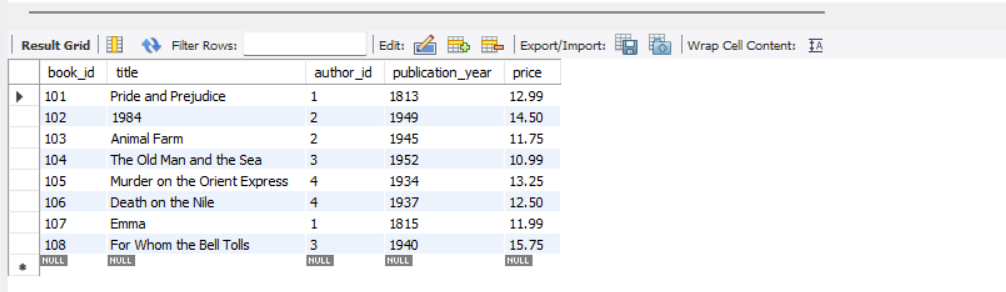 Result Grid Filter Rows: Edit: Export/Import: Wrap Cell Content: IA
book_id title author_id publication_year price
101 Pride and Prejudice 1 1813 12.99
102 1984 2 1949 14.50
103 Animal Farm 2 1945 11.75
104 The Old Man and the Sea 3 1952 10.99
105 Murder on the Orient Express 4 1934 13.25
106 Death on the Nile 4 1937 12.50
107 Emma 1 1815 11.99
108 For Whom the Bell Tolls 3 1940 15.75
NULL NULL NULL NULL NULL